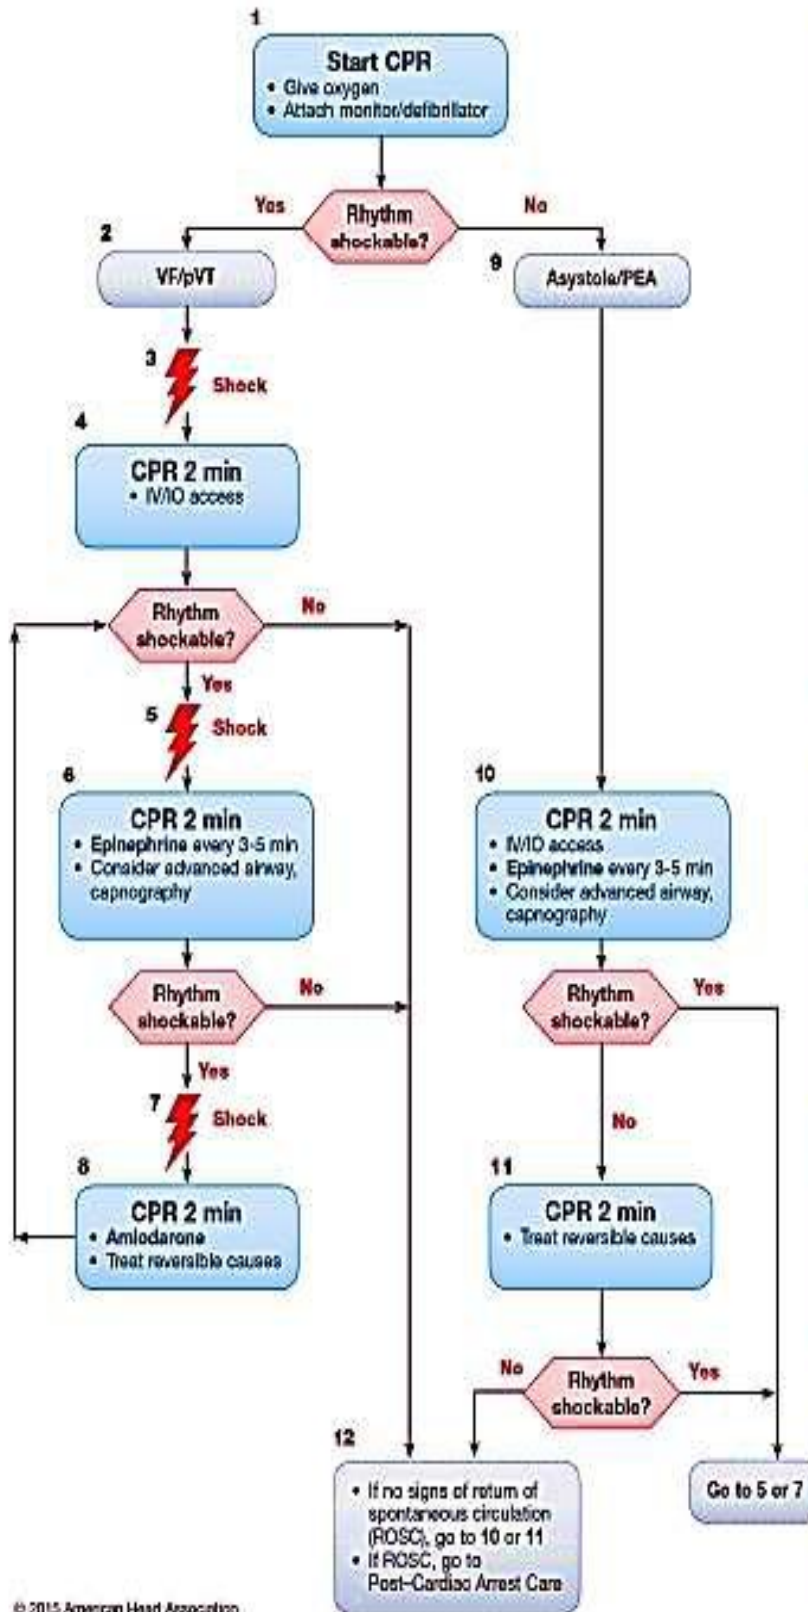 1
Start CPR
• Give oxygen
• Attach monitor/defibrillator
Rhythm
shockable?
Yes
No
2
VF/pVT
9
Asystole/PEA
3
Shock
4
CPR 2 min
• IV/IO access
Rhythm
shockable?
No
Yes
5
Shock
6
CPR 2 min
• Epinephrine every 3-5 min
• Consider advanced airway,
capnography
10
CPR 2 min
• IV/IO access
• Epinephrine every 3-5 min
• Consider advanced airway,
capnography
Rhythm
shockable?
No
Yes
Rhythm
shockable?
Yes
No
7
Shock
8
CPR 2 min
• Amiodarone
• Treat reversible causes
11
CPR 2 min
• Treat reversible causes
Rhythm
shockable?
No
Yes
12
• If no signs of return of
spontaneous circulation
(ROSC), go to 10 or 11
• If ROSC, go to
Post–Cardiac Arrest Care
Go to 5 or 7
© 2015 American Heart Association